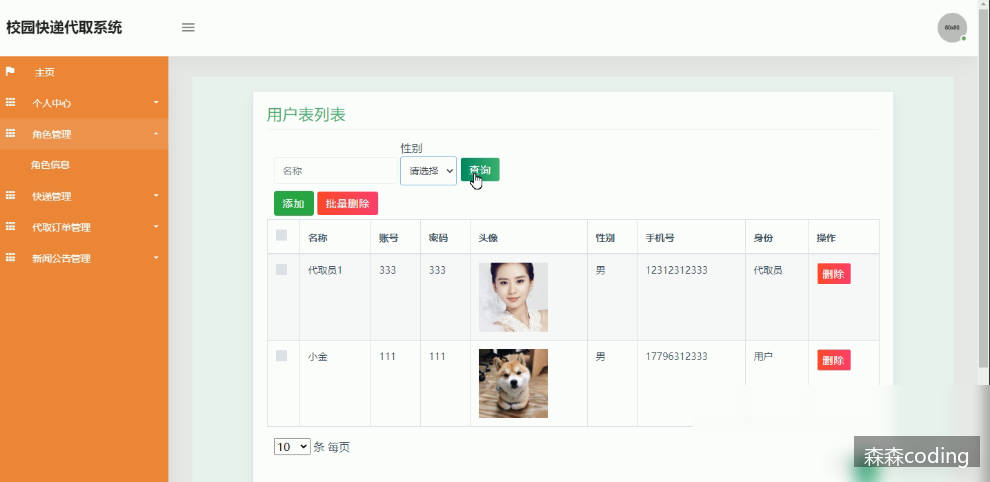 校园快递代取系统
80x80
主页
个人中心
角色管理
角色信息
快递管理
代取订单管理
新闻公告管理
用户表列表
性别
名称 请选择 查询
添加 批量删除
名称 账号 密码 头像 性别 手机号 身份 操作
代取员1 333 333 男 12312312333 代取员 删除
小金 111 111 男 17796312333 用户 删除
10 条 每页
森森coding